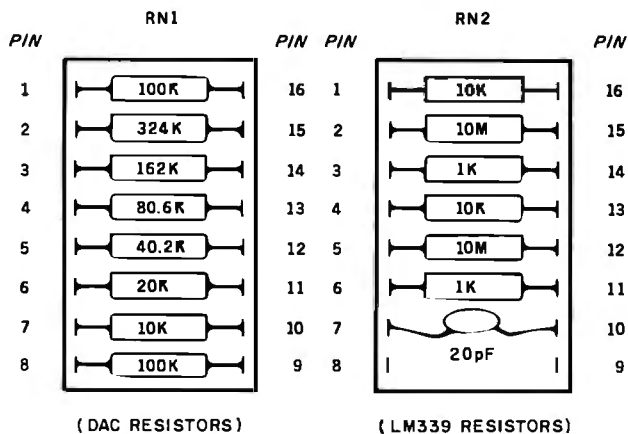 RN1 RN2
PIN PIN PIN PIN
1 100K 16 1 10K 16
2 324K 15 2 10M 15
3 162K 14 3 1K 14
4 80.6K 13 4 10K 13
5 40.2K 12 5 10M 12
6 20K 11 6 1K 11
7 10K 10 7 10
20pF
8 100K 9 8 9
(DAC RESISTORS) (LM339 RESISTORS)